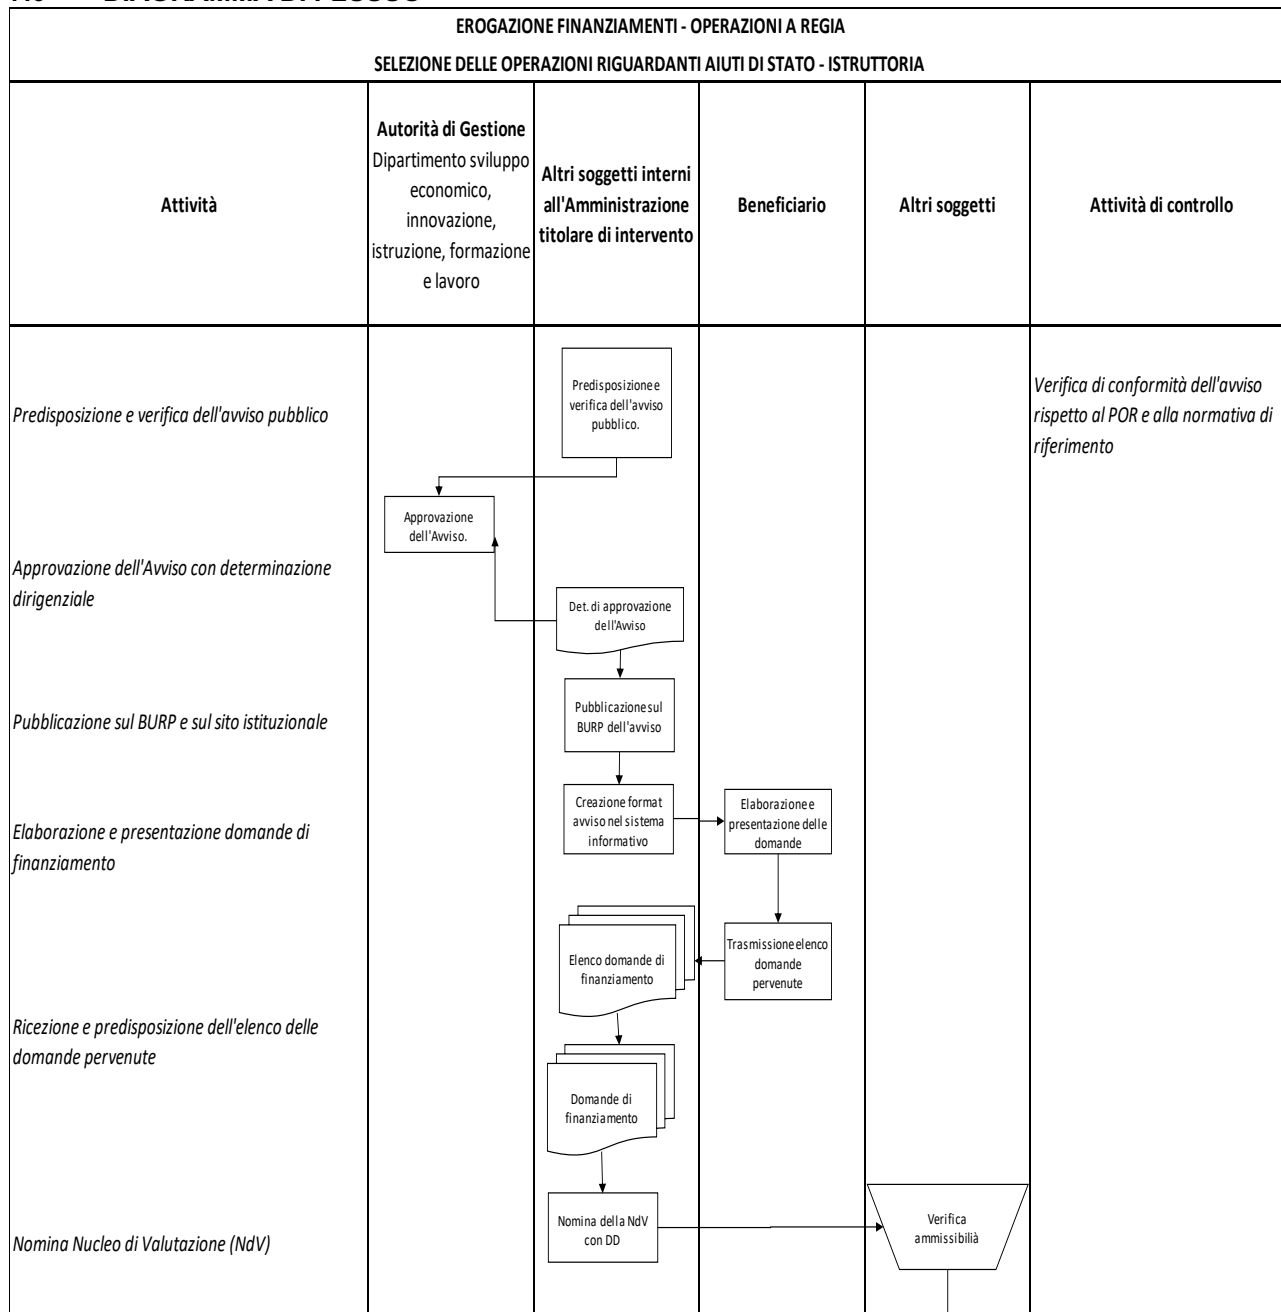 EROGAZIONE FINANZIAMENTI - OPERAZIONI A REGIA
SELEZIONE DELLE OPERAZIONI RIGUARDANTI AIUTI DI STATO - ISTRUTTORIA
Attività
Autorità di Gestione
Dipartimento sviluppo
economico,
innovazione,
istruzione, formazione
e lavoro
Altri soggetti interni
all'Amministrazione
titolare di intervento
Beneficiario
Altri soggetti
Attività di controllo
Predisposizione e verifica dell'avviso pubblico
Predisposizione e
verifica dell'avviso
pubblico.
Verifica di conformità dell'avviso
rispetto al POR e alla normativa di
riferimento
Approvazione
dell'Avviso.
Approvazione dell'Avviso con determinazione
dirigenziale
Det. di approvazione
dell'Avviso
Pubblicazione sul BURP e sul sito istituzionale
Pubblicazione sul
BURP dell'avviso
Elaborazione e presentazione domande di
finanziamento
Creazione format
avviso nel sistema
informativo
Elaborazione e
presentazione delle
domande
Elenco domande di
finanziamento
Trasmissione elenco
domande
pervenute
Ricezione e predisposizione dell'elenco delle
domande pervenute
Domande di
finanziamento
Nomina Nucleo di Valutazione (NdV)
Nomina della NdV
con DD
Verifica
ammissibilià